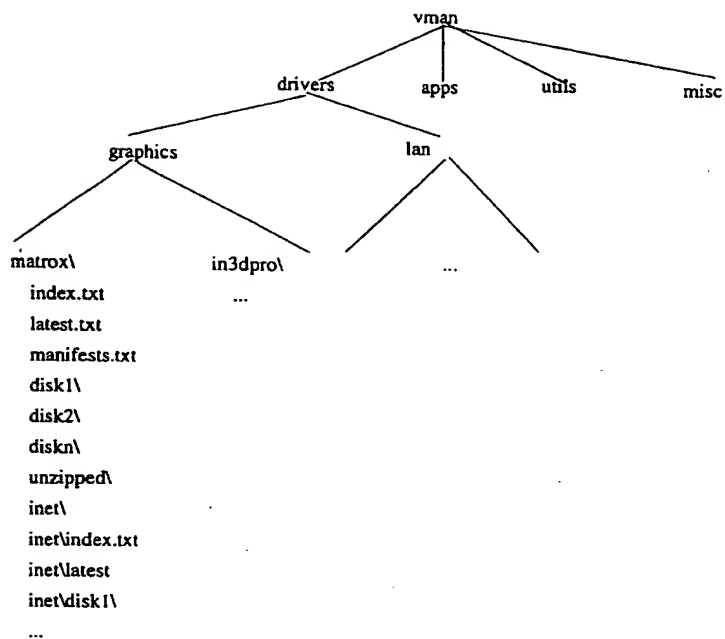 vman
drivers apps utils misc
graphics lan
matrox\ in3dpro\ ...
index.txt ...
latest.txt
manifests.txt
disk1\
disk2\
diskn\
unzipped\
inet\
inet\index.txt
inet\latest
inet\disk1\
...